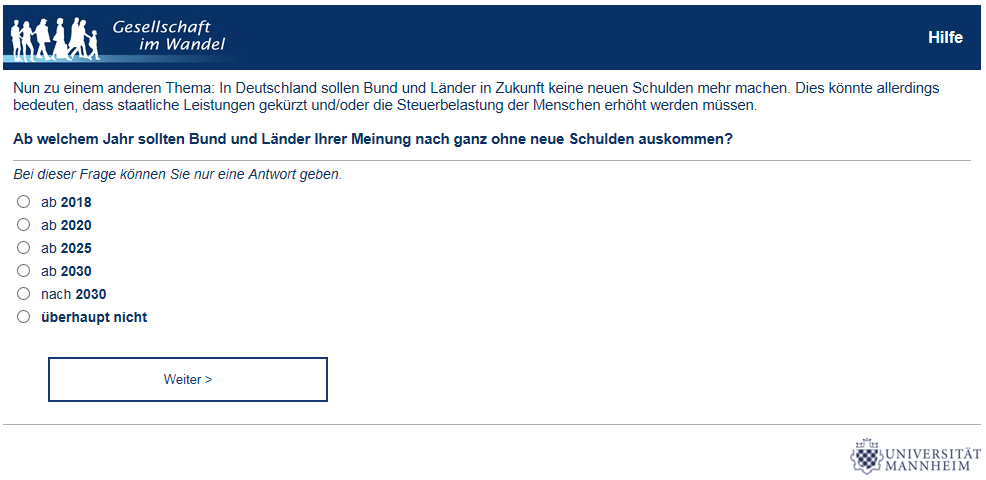 Gesellschaft
im Wandel
Hilfe
Nun zu einem anderen Thema: In Deutschland sollen Bund und Länder in Zukunft keine neuen Schulden mehr machen. Dies könnte allerdings
bedeuten, dass staatliche Leistungen gekürzt und/oder die Steuerbelastung der Menschen erhöht werden müssen.
Ab welchem Jahr sollten Bund und Länder Ihrer Meinung nach ganz ohne neue Schulden auskommen?
Bei dieser Frage können Sie nur eine Antwort geben.
ab 2018
ab 2020
ab 2025
ab 2030
nach 2030
überhaupt nicht
Weiter >
UNIVERSITÄT
MANNHEIM